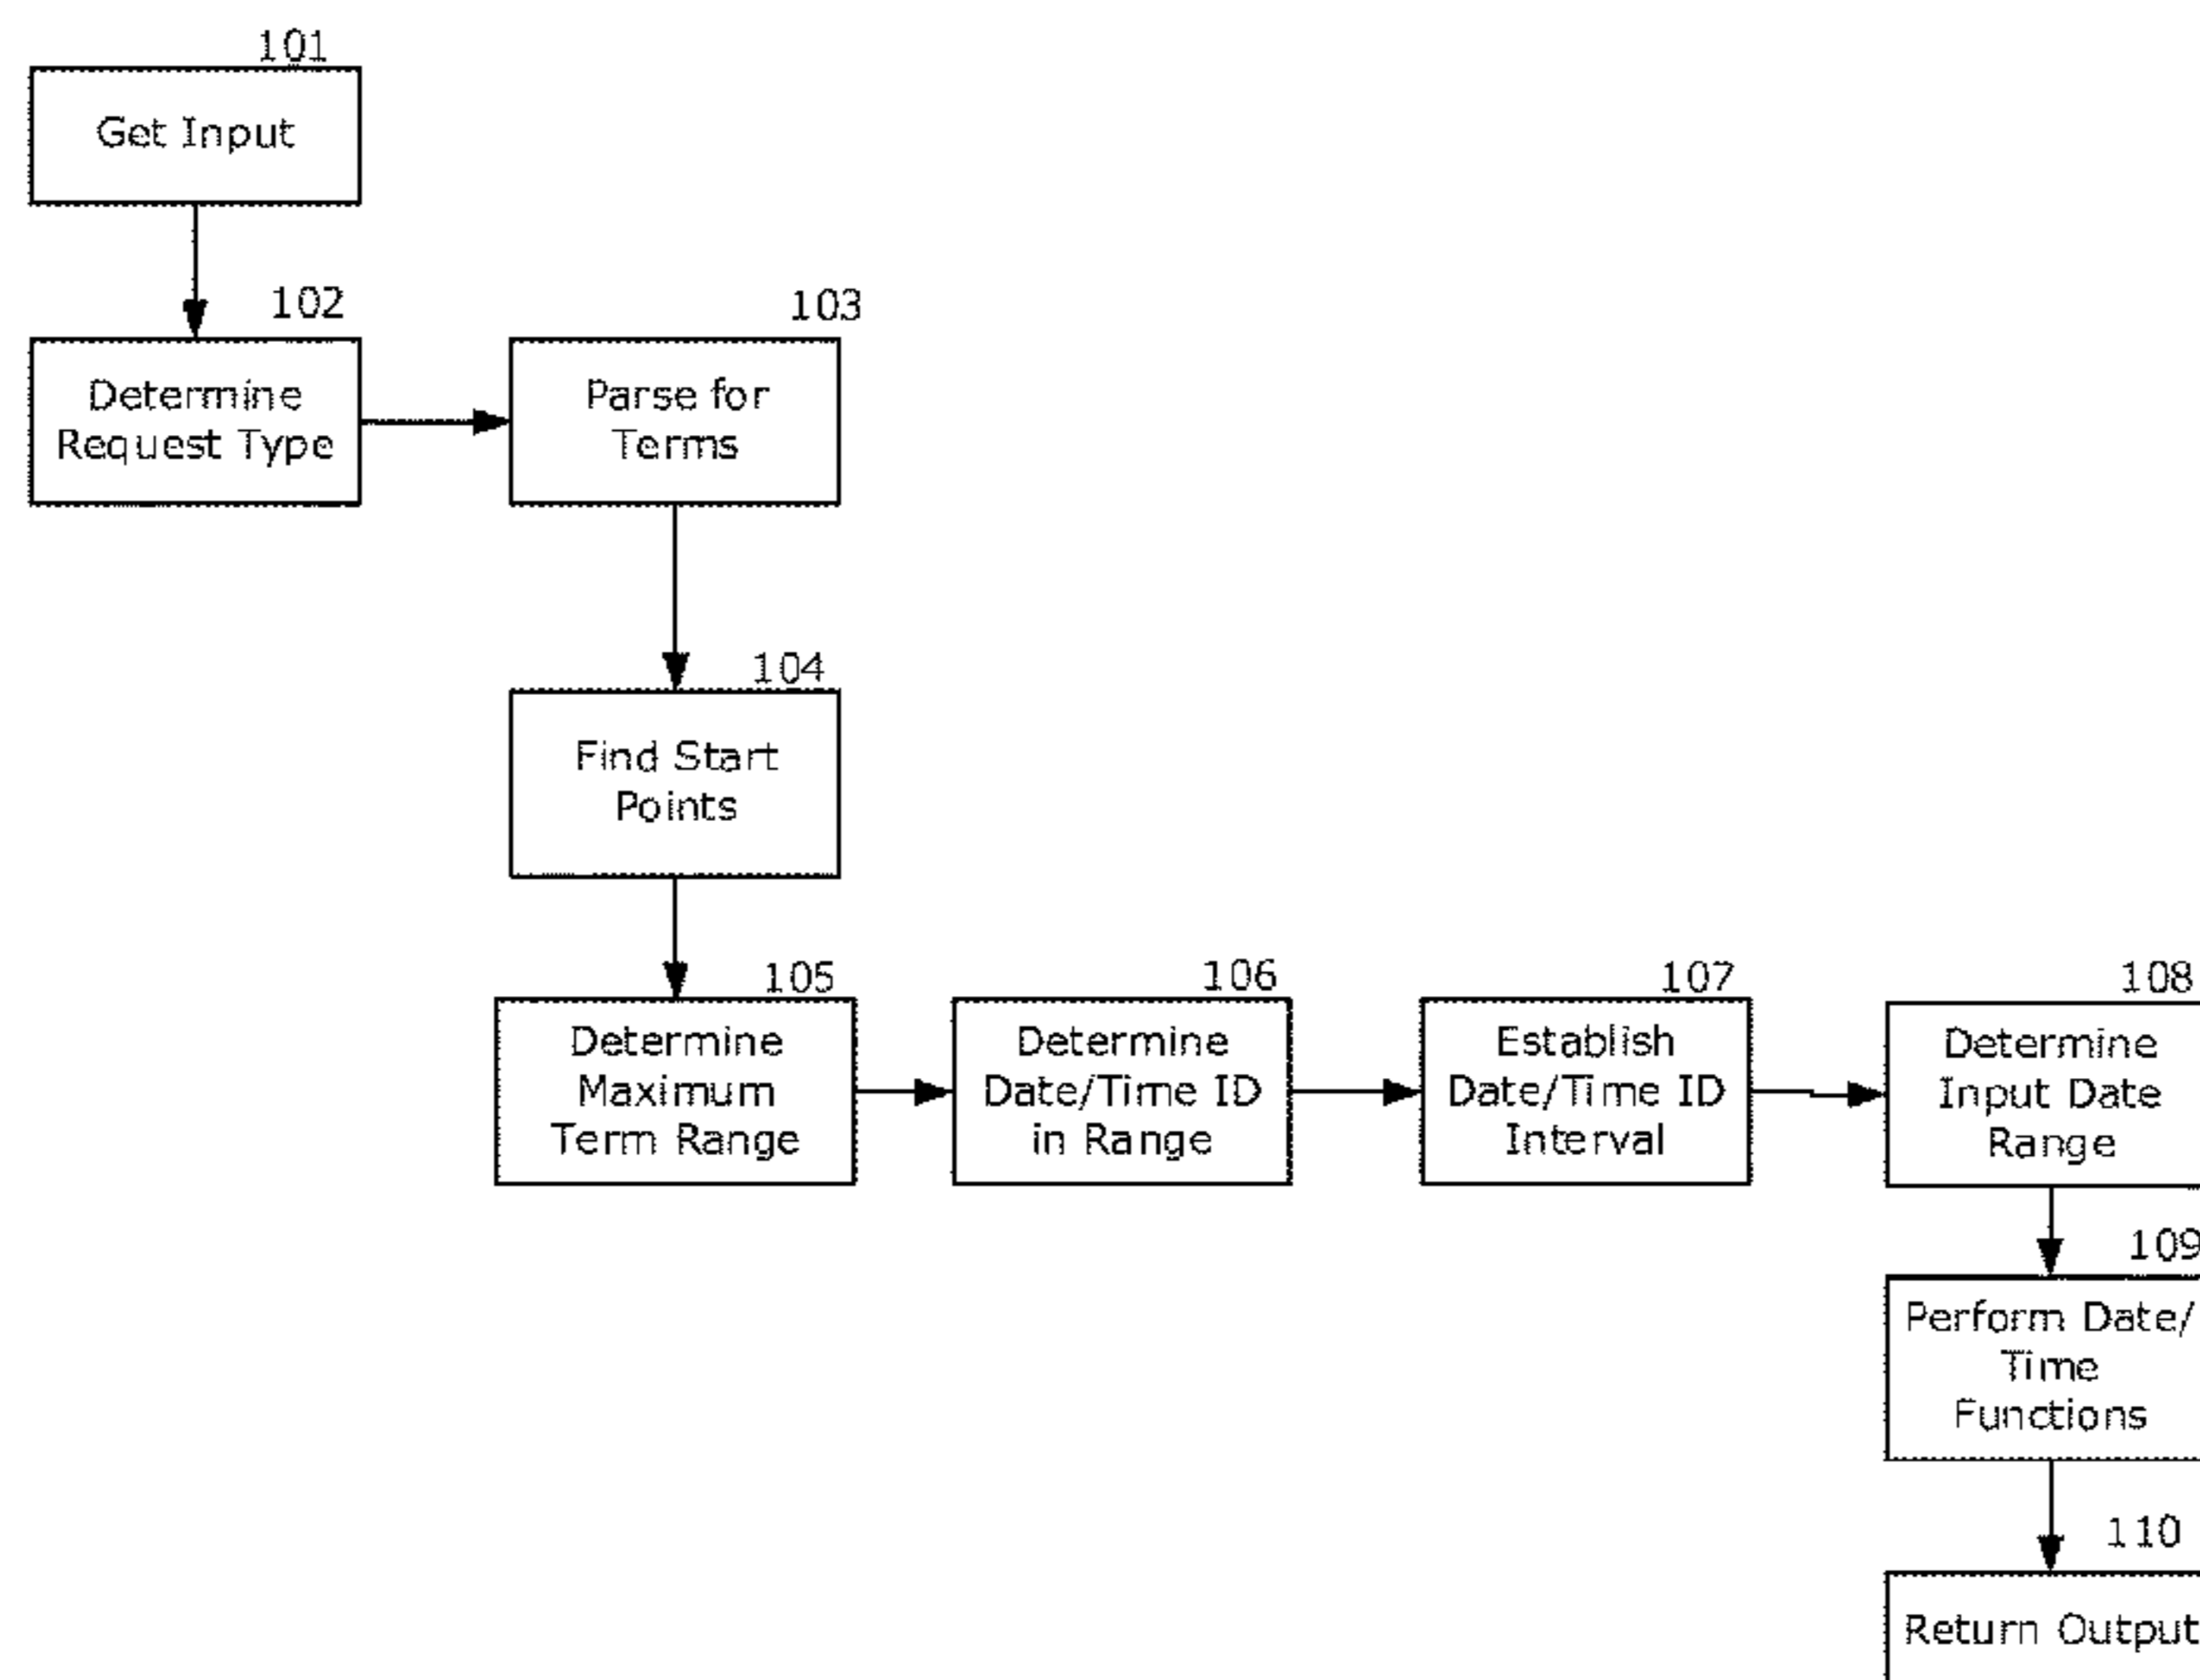 101
Get Input
102
Determine
Request Type
103
Parse for
Terms
104
Find Start
Points
105
Determine
Maximum
Term Range
106
Determine
Date/Time ID
in Range
107
Establish
Date/Time ID
Interval
108
Determine
Input Date
Range
109
Perform Date/
Time
Functions
110
Return Output